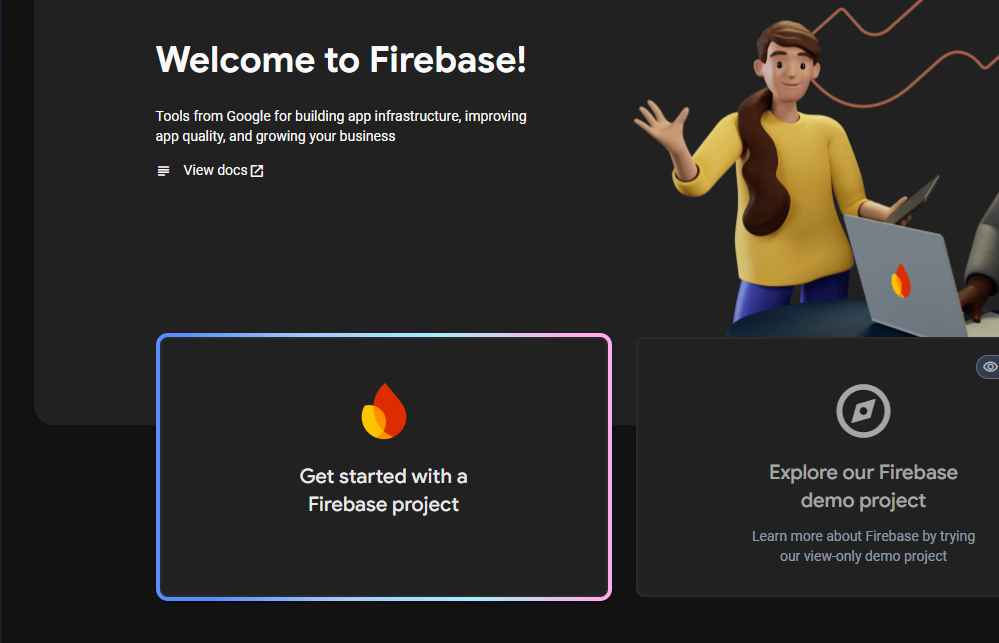 Welcome to Firebase!
Tools from Google for building app infrastructure, improving
app quality, and growing your business
View docs
Get started with a
Firebase project
Explore our Firebase
demo project
Learn more about Firebase by trying
our view-only demo project